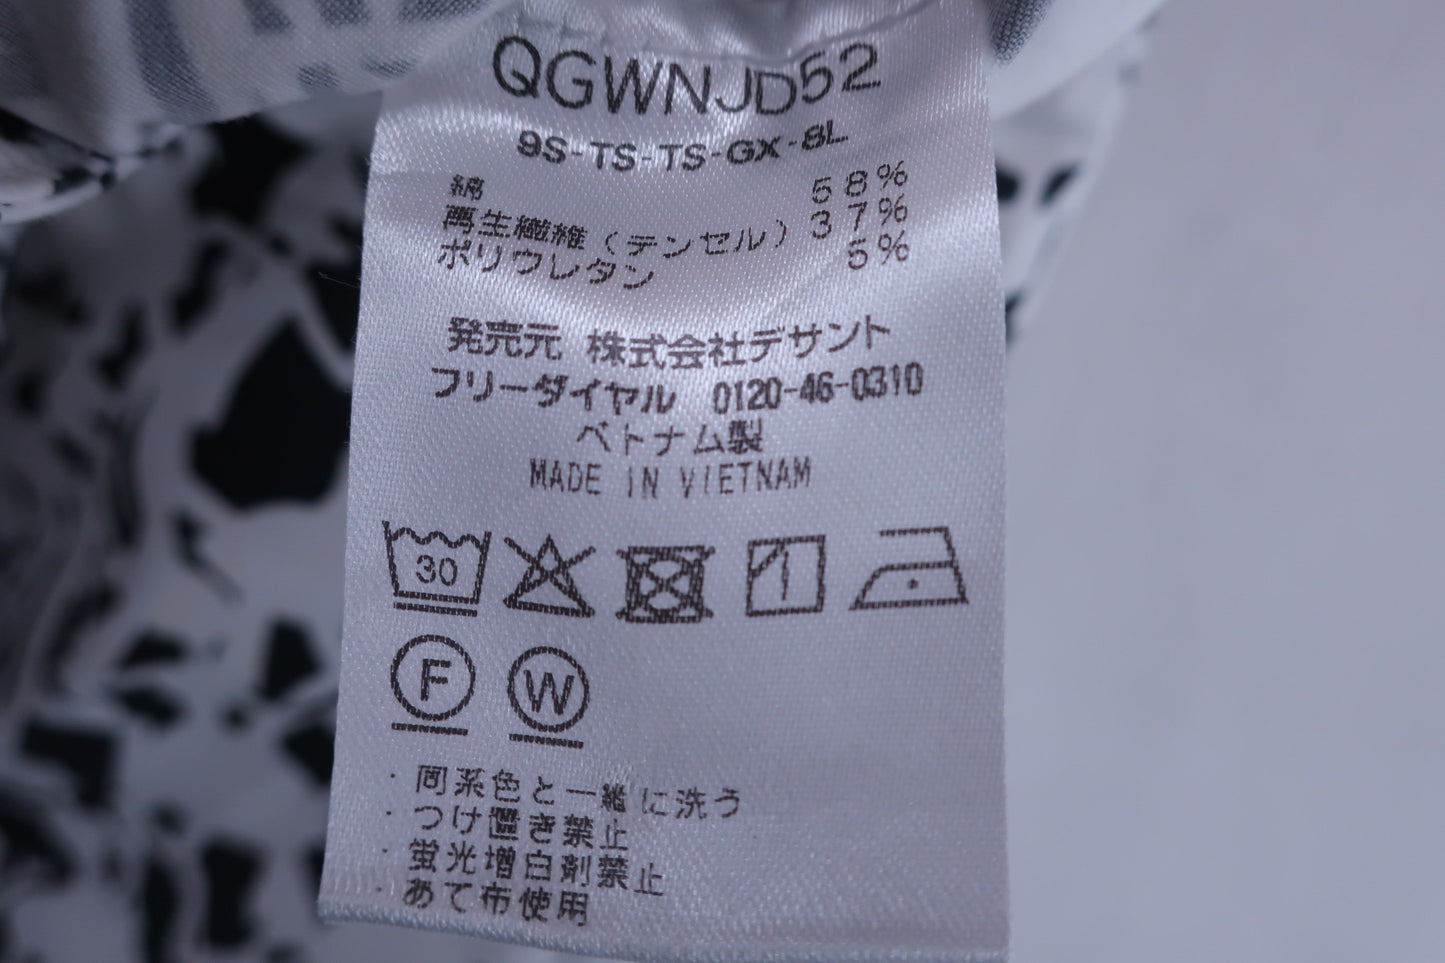 QGWNJD52
9S-TS-TS-GX-8L
綿 58%
再生繊維(テンセル) 37%
ポリウレタン 5%
発売元 株式会社デサント
フリーダイヤル 0120-46-0310
ベトナム製
MADE IN VIETNAM
30
F W
・同系色と一緒に洗う
・つけ置き禁止
・蛍光増白剤禁止
・あて布使用